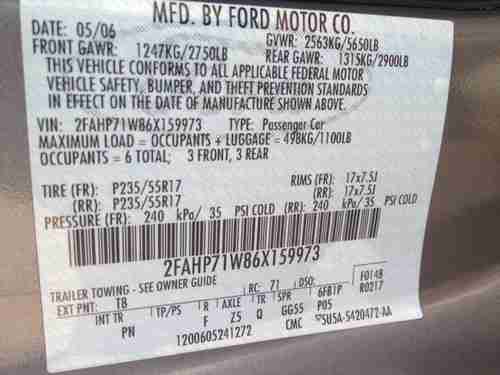 MFD. BY FORD MOTOR CO.
DATE: 05/06 GVWR: 2563KG/5650LB
FRONT GAWR: 1247KG/2750LB REAR GAWR: 1315KG/2900LB
THIS VEHICLE CONFORMS TO ALL APPLICABLE FEDERAL MOTOR
VEHICLE SAFETY, BUMPER, AND THEFT PREVENTION STANDARDS
IN EFFECT ON THE DATE OF MANUFACTURE SHOWN ABOVE.
VIN: 2FAHP71W86X159973 TYPE: Passenger Car
MAXIMUM LOAD = OCCUPANTS + LUGGAGE = 498KG/1100LB
OCCUPANTS = 6 TOTAL; 3 FRONT, 3 REAR
TIRE (FR): P235/55R17 RIMS (FR): 17x7.5J
(RR): P235/55R17 (RR): 17x7.5J
PRESSURE (FR): 240 kPa/ 35 PSI COLD (RR): 240 kPa/ 35 PSI COLD
2FAHP71W86X159973
TRAILER TOWING - SEE OWNER GUIDE RC: 71 DSO: F0148
EXT PNT: TB 6FB1P R0217
INT TR TP/PS R AXLE TR SPR P05
PN F Z5 Q GG55
1200605241272 CMC 5U5A-5420472-AA